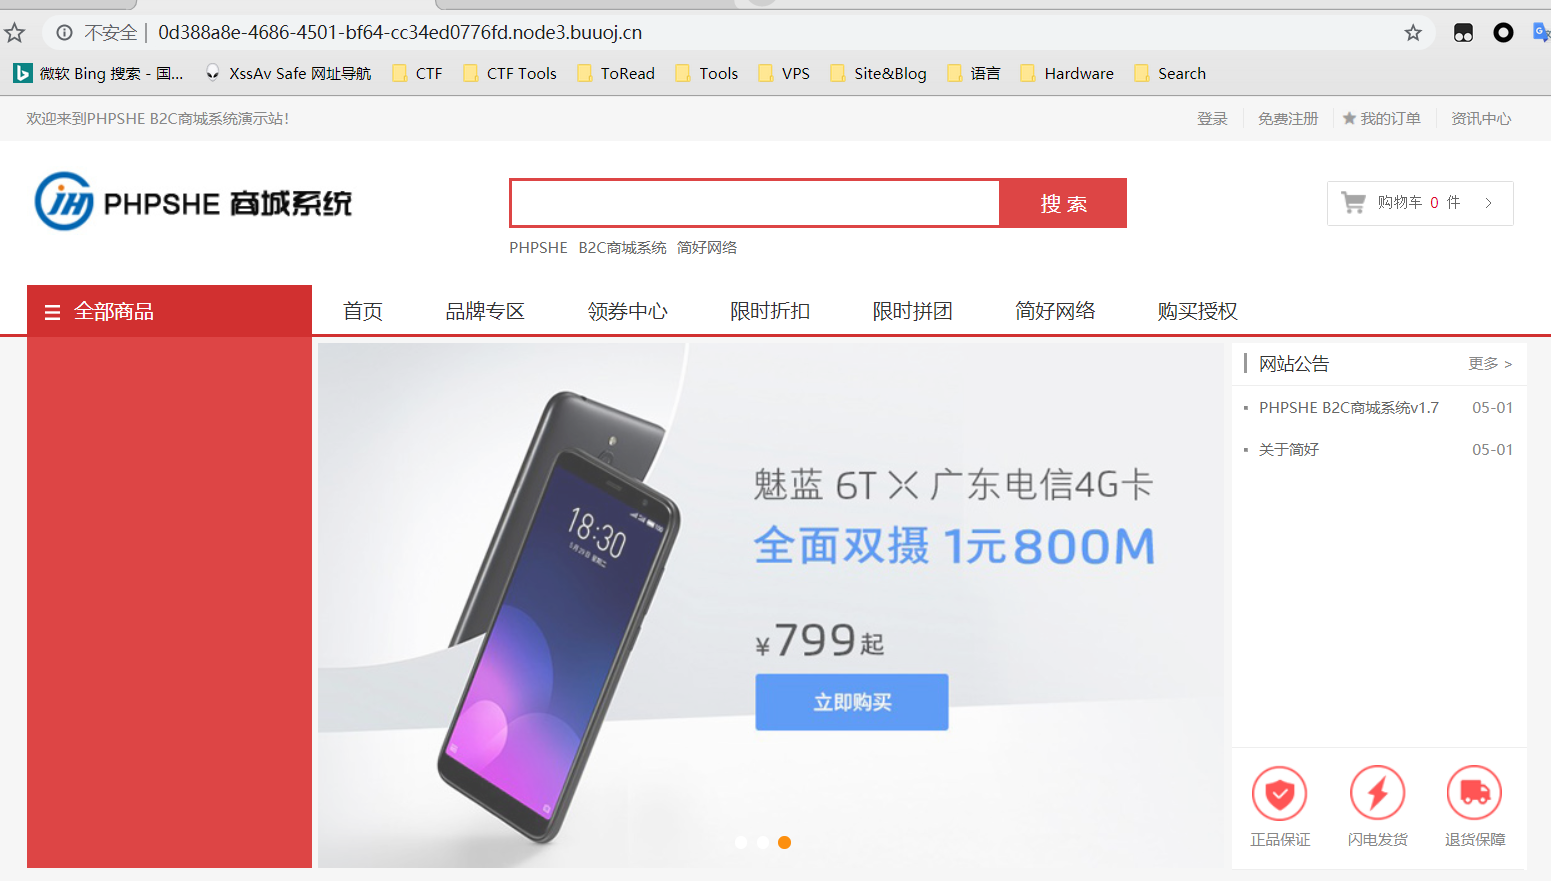 不安全 | 0d388a8e-4686-4501-bf64-cc34ed0776fd.node3.buuoj.cn
微软 Bing 搜索 - 国... XssAv Safe 网址导航 CTF CTF Tools ToRead Tools VPS Site&Blog 语言 Hardware Search
欢迎来到PHPSHE B2C商城系统演示站! 登录 免费注册 我的订单 资讯中心
PHPSHE 商城系统 搜 索 购物车 0 件 >
PHPSHE B2C商城系统 简好网络
全部商品 首页 品牌专区 领券中心 限时折扣 限时拼团 简好网络 购买授权
网站公告 更多 >
PHPSHE B2C商城系统v1.7 05-01
关于简好 05-01
魅蓝 6T X 广东电信4G卡
18:30
全面双摄 1元800M
¥799起
立即购买
正品保证 闪电发货 退货保障